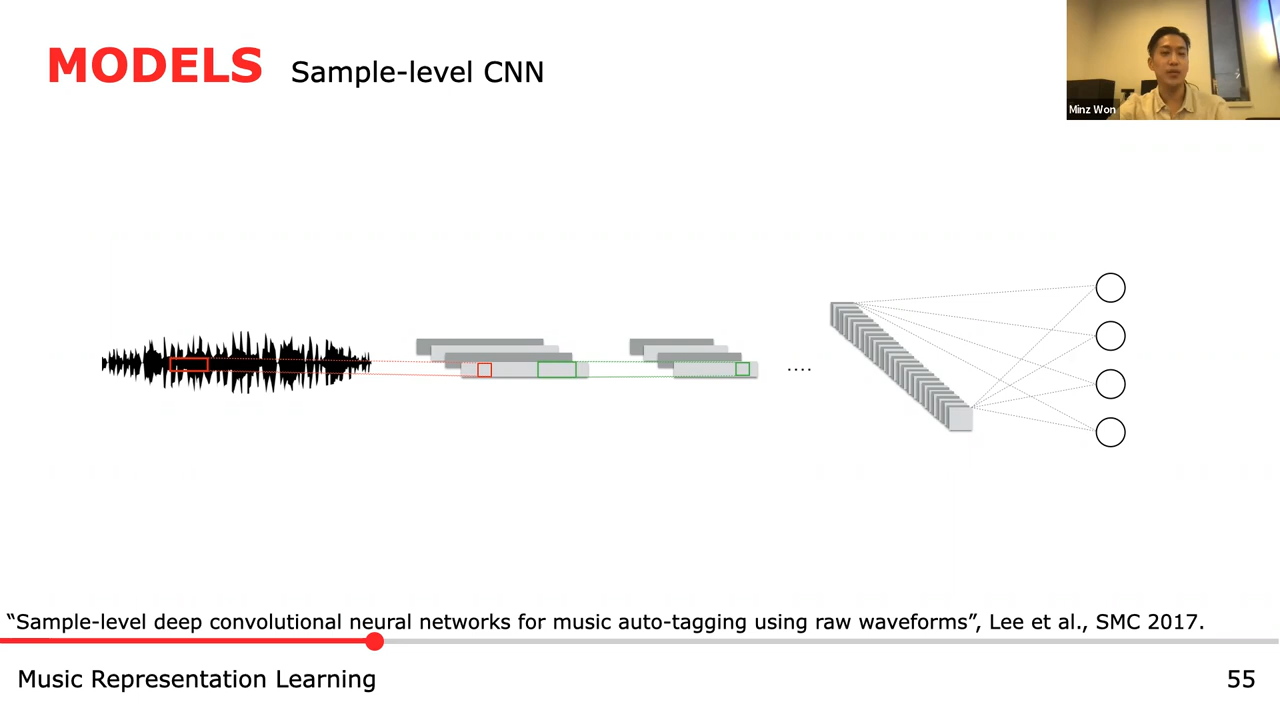 MODELS Sample-level CNN
Minz Won
....
“Sample-level deep convolutional neural networks for music auto-tagging using raw waveforms”, Lee et al., SMC 2017.
Music Representation Learning
55